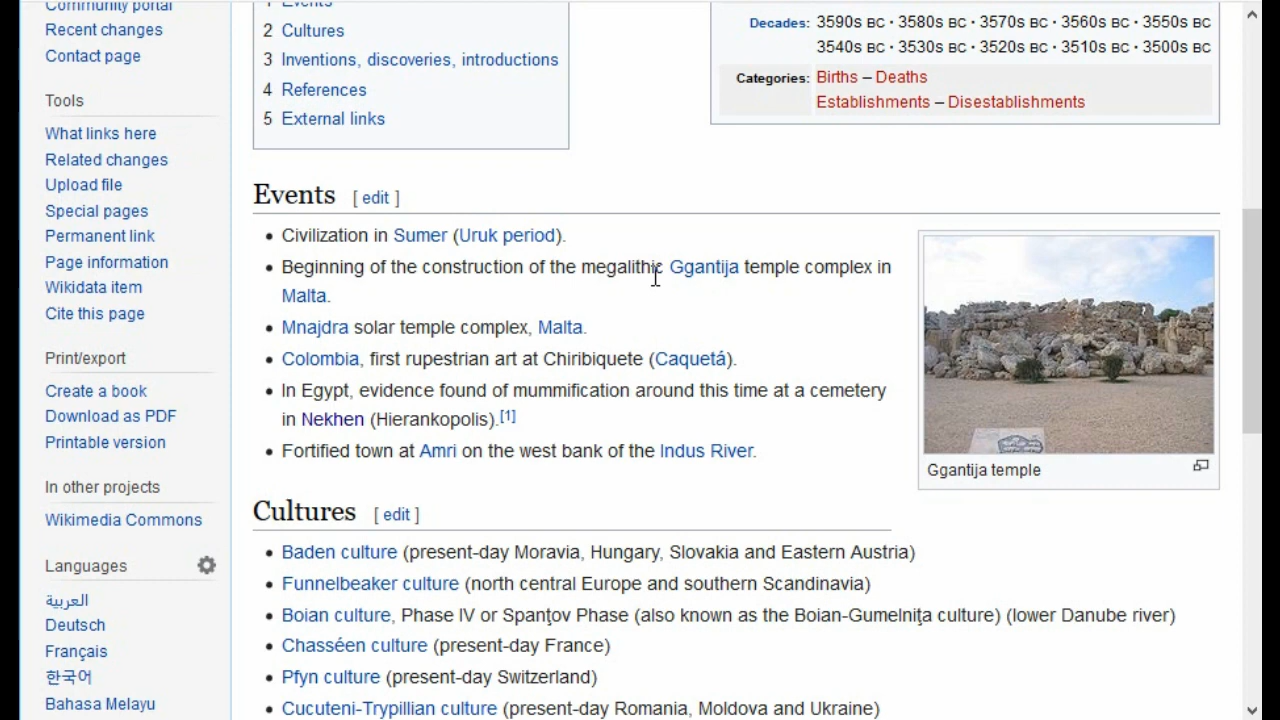 Community portal
Recent changes
Contact page
Tools
What links here
Related changes
Upload file
Special pages
Permanent link
Page information
Wikidata item
Cite this page
Print/export
Create a book
Download as PDF
Printable version
In other projects
Wikimedia Commons
Languages
العربية
Deutsch
Français
한국어
Bahasa Melayu
1 Events
2 Cultures
3 Inventions, discoveries, introductions
4 References
5 External links
Decades: 3590s BC · 3580s BC · 3570s BC · 3560s BC · 3550s BC
3540s BC · 3530s BC · 3520s BC · 3510s BC · 3500s BC
Categories: Births – Deaths
Establishments – Disestablishments
Events [ edit ]
• Civilization in Sumer (Uruk period).
• Beginning of the construction of the megalithic Ggantija temple complex in
Malta.
• Mnajdra solar temple complex, Malta.
• Colombia, first rupestrian art at Chiribiquete (Caquetá).
• In Egypt, evidence found of mummification around this time at a cemetery
in Nekhen (Hierankopolis).[1]
• Fortified town at Amri on the west bank of the Indus River.
Ggantija temple
Cultures [ edit ]
• Baden culture (present-day Moravia, Hungary, Slovakia and Eastern Austria)
• Funnelbeaker culture (north central Europe and southern Scandinavia)
• Boian culture, Phase IV or Spanţov Phase (also known as the Boian-Gumelniţa culture) (lower Danube river)
• Chasséen culture (present-day France)
• Pfyn culture (present-day Switzerland)
• Cucuteni-Trypillian culture (present-day Romania, Moldova and Ukraine)